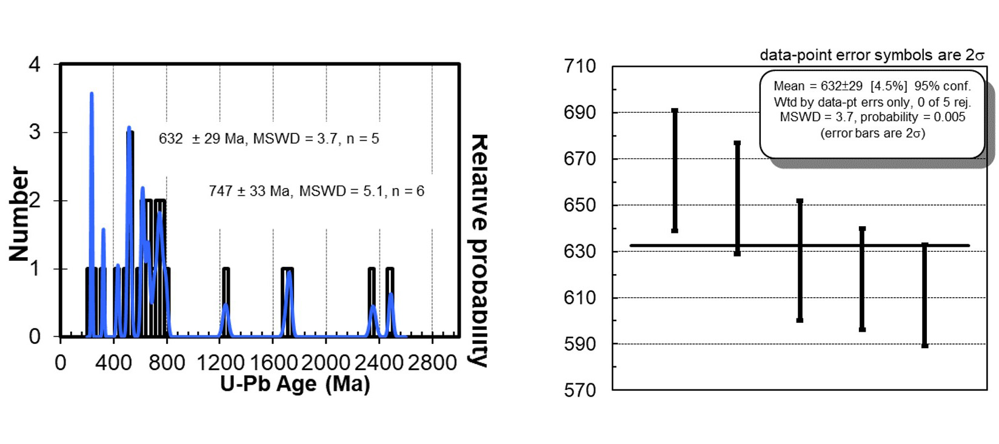 4
3
2
1
0
Number
632 ± 29 Ma, MSWD = 3.7, n = 5
747 ± 33 Ma, MSWD = 5.1, n = 6
0 400 800 1200 1600 2000 2400 2800
U-Pb Age (Ma)
Relative probability
data-point error symbols are 2σ
Mean = 632±29 [4.5%] 95% conf.
Wtd by data-pt errs only, 0 of 5 rej.
MSWD = 3.7, probability = 0.005
(error bars are 2σ)
710
690
670
650
630
610
590
570